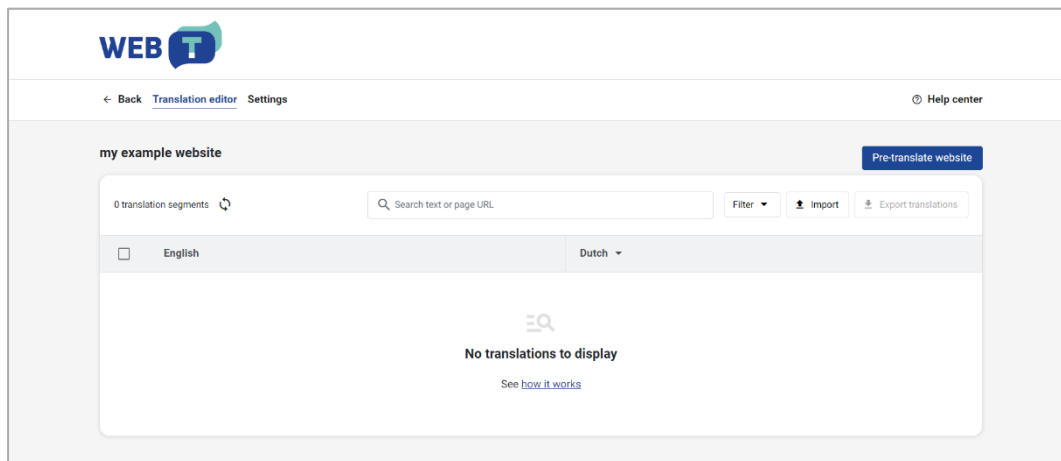 WEB T
Back Translation editor Settings Help center
my example website
Pre-translate website
0 translation segments Search text or page URL Filter Import Export translations
English Dutch
No translations to display
See how it works